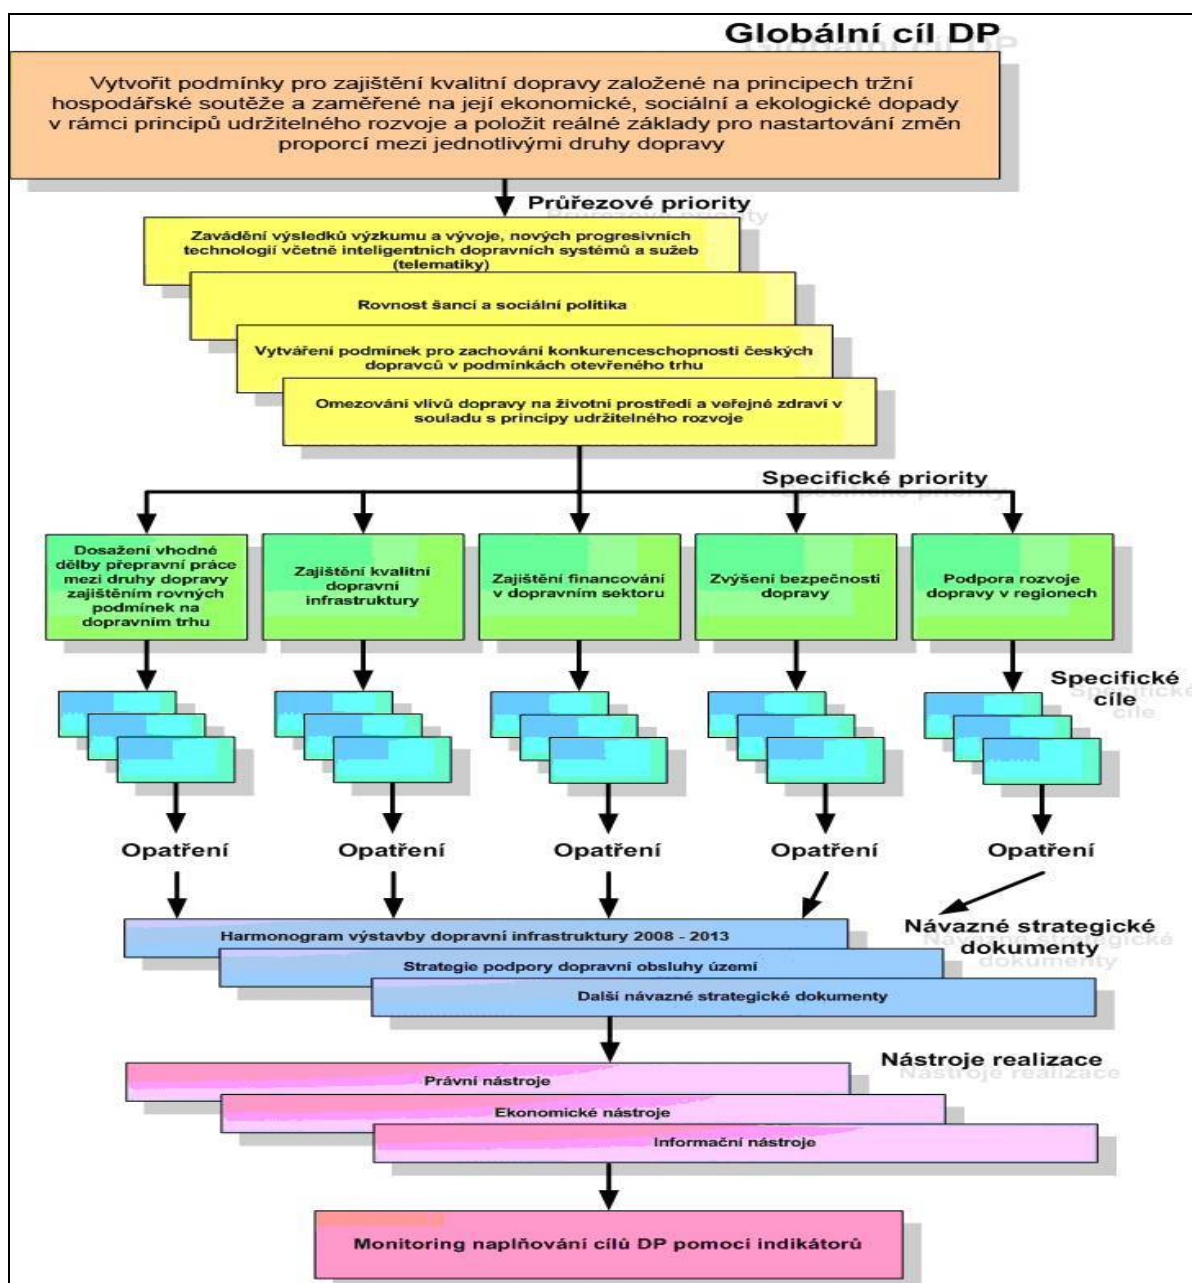 Globální cíl DP
Vytvořit podmínky pro zajištění kvalitní dopravy založené na principech tržní
hospodářské soutěže a zaměřené na její ekonomické, sociální a ekologické dopady
v rámci principů udržitelného rozvoje a položit reálné základy pro nastartování změn
proporcí mezi jednotlivými druhy dopravy
Průřezové priority
Zavádění výsledků výzkumu a vývoje, nových progresivních
technologií včetně inteligentních dopravních systémů a sužeb
(telematiky)
Rovnost šancí a sociální politika
Vytváření podmínek pro zachování konkurenceschopnosti českých
dopravců v podmínkách otevřeného trhu
Omezování vlivů dopravy na životní prostředí a veřejné zdraví v
souladu s principy udržitelného rozvoje
Specifické priority
Dosažení vhodné
dělby přepravní práce
mezi druhy dopravy
zajištěním rovných
podmínek na
dopravním trhu
Zajištění kvalitní
dopravní
infrastruktury
Zajištění financování
v dopravním sektoru
Zvýšení bezpečnosti
dopravy
Podpora rozvoje
dopravy v regionech
Specifické
cíle
Opatření
Opatření
Opatření
Opatření
Opatření
Návazné strategické
dokumenty
Harmonogram výstavby dopravní infrastruktury 2008 - 2013
Strategie podpory dopravní obsluhy území
Další návazné strategické dokumenty
Nástroje realizace
Právní nástroje
Ekonomické nástroje
Informační nástroje
Monitoring naplňování cílů DP pomocí indikátorů